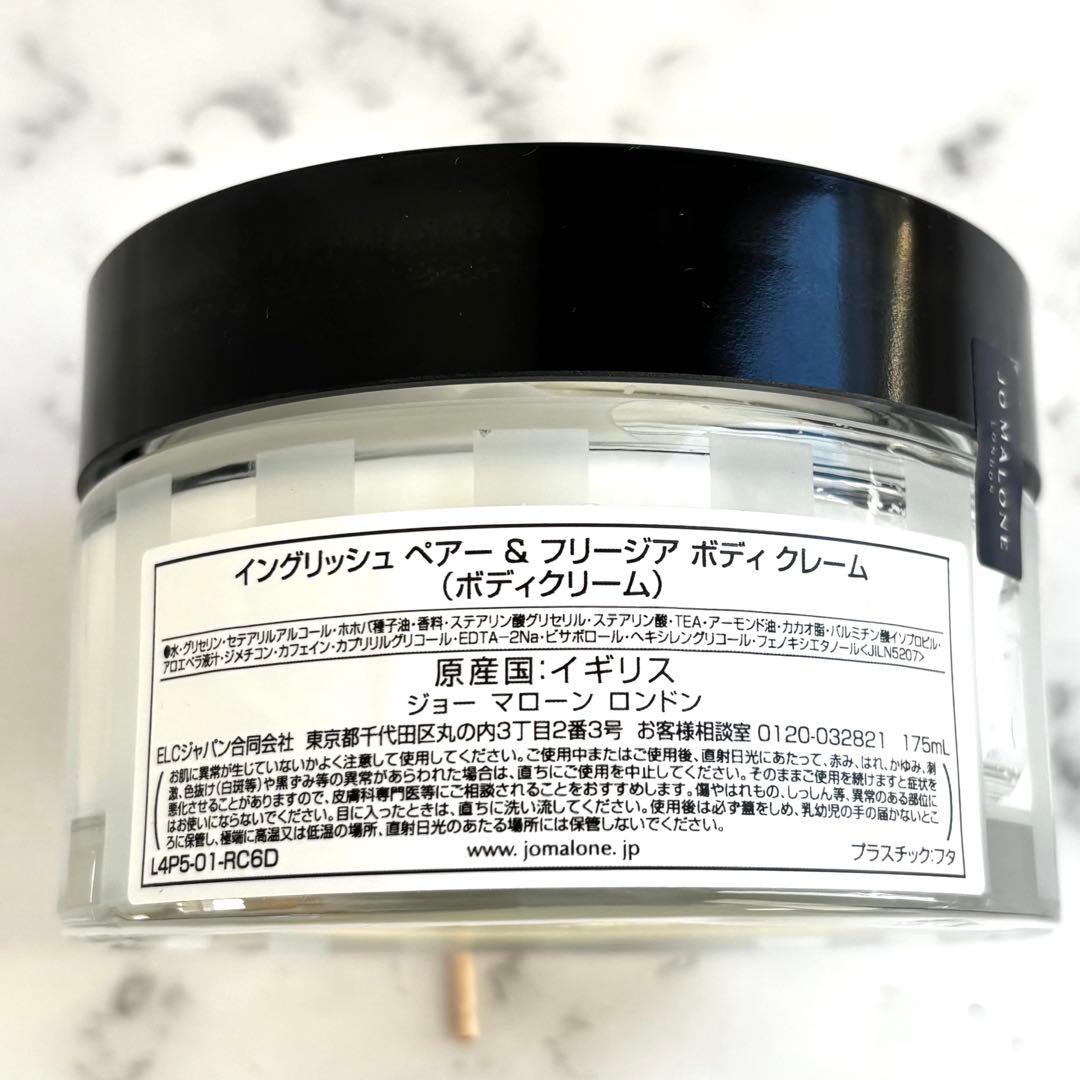 JO MALONE
LONDON
イングリッシュ ペアー & フリージア ボディ クレーム
(ボディクリーム)
●水・グリセリン・セテアリルアルコール・ホホバ種子油・香料・ステアリン酸グリセリル・ステアリン酸・TEA・アーモンド油・カカオ脂・パルミチン酸イソプロピル・
アロエベラ液汁・ジメチコン・カフェイン・カプリリルグリコール・EDTA-2Na・ビサボロール・ヘキシレングリコール・フェノキシエタノール<JILN5207>
原産国:イギリス
ジョー マローン ロンドン
ELCジャパン合同会社 東京都千代田区丸の内3丁目2番3号 お客様相談室 0120-032821 175mL
お肌に異常が生じていないかよく注意して使用してください。ご使用中またはご使用後、直射日光にあたって、赤み、はれ、かゆみ、刺
激、色抜け(白斑等)や黒ずみ等の異常があらわれた場合は、直ちにご使用を中止してください。そのままご使用を続けますと症状を
悪化させることがありますので、皮膚科専門医等にご相談されることをおすすめします。傷やはれもの、しっしん等、異常のある部位に
はお使いにならないでください。目に入ったときは、直ちに洗い流してください。使用後は必ず蓋をしめ、乳幼児の手の届かないとこ
ろに保管し、極端に高温又は低温の場所、直射日光のあたる場所には保管しないでください。
L4P5-01-RC6D
www. jomalone. jp
プラスチック:フタ